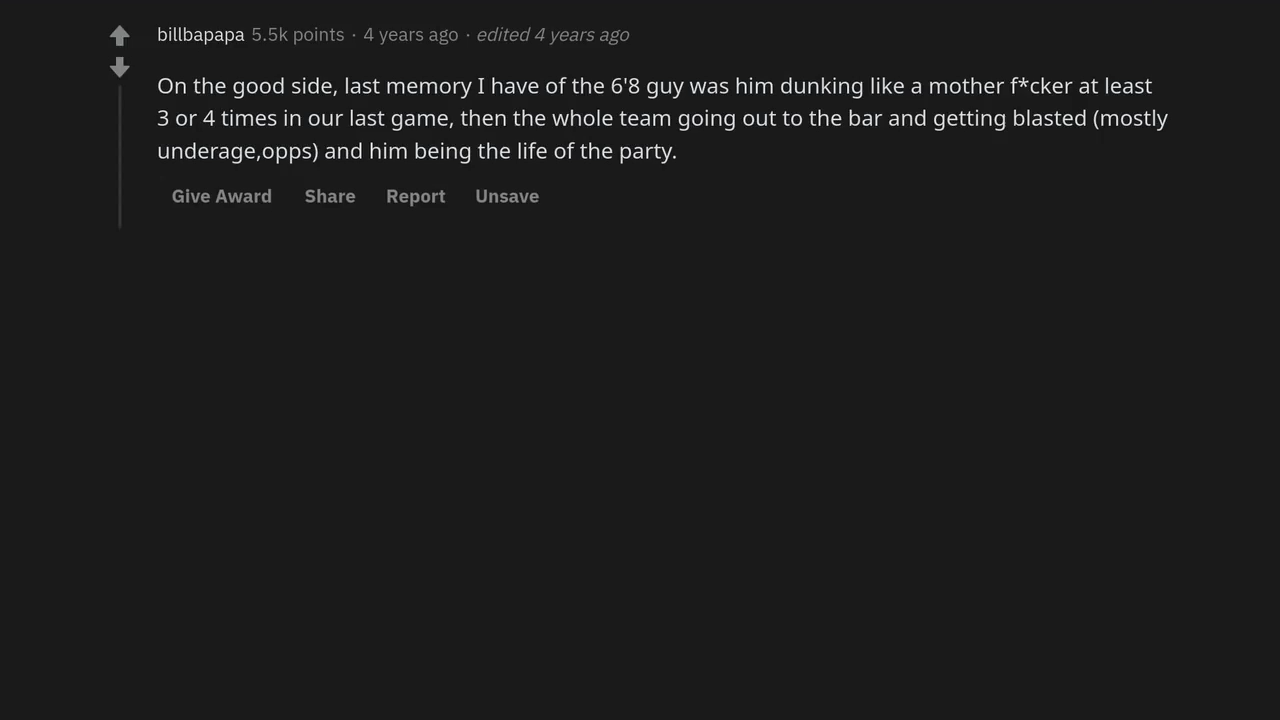 billbapapa 5.5k points · 4 years ago · edited 4 years ago
On the good side, last memory I have of the 6'8 guy was him dunking like a mother f*cker at least
3 or 4 times in our last game, then the whole team going out to the bar and getting blasted (mostly
underage,opps) and him being the life of the party.
Give Award Share Report Unsave